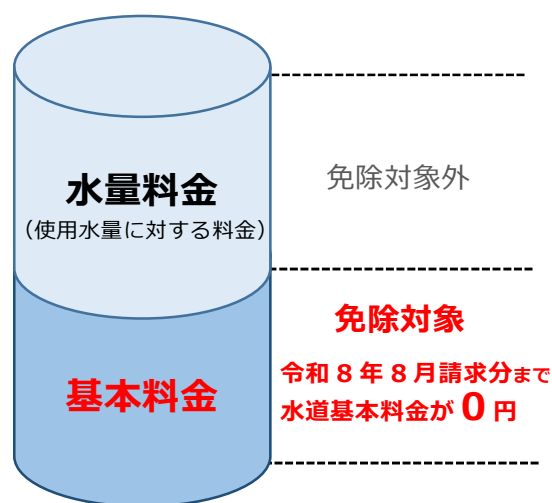 水量料金
（使用水量に対する料金）
免除対象外
基本料金
免除対象
令和8年8月請求分まで
水道基本料金が0円